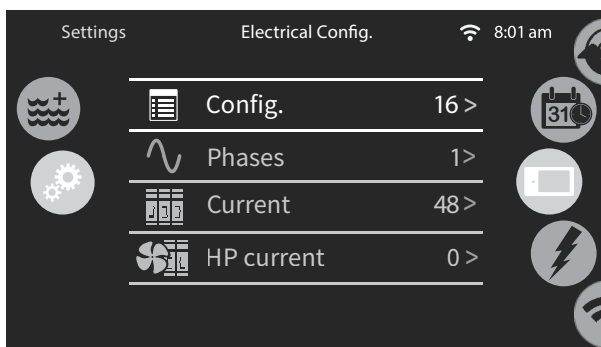 Settings Electrical Config. 8:01 am
Config. 16 >
31
Phases 1>
Current 48 >
HP current 0 >